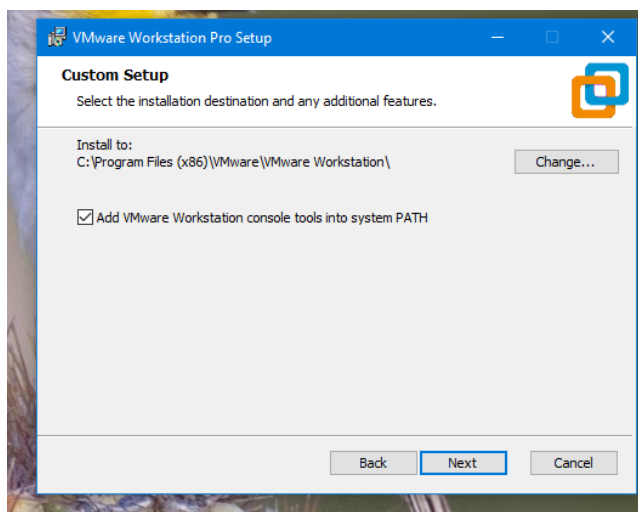 VMware Workstation Pro Setup
Custom Setup
Select the installation destination and any additional features.
Install to:
C:\Program Files (x86)\VMware\VMware Workstation\
Change...
Add VMware Workstation console tools into system PATH
Back
Next
Cancel